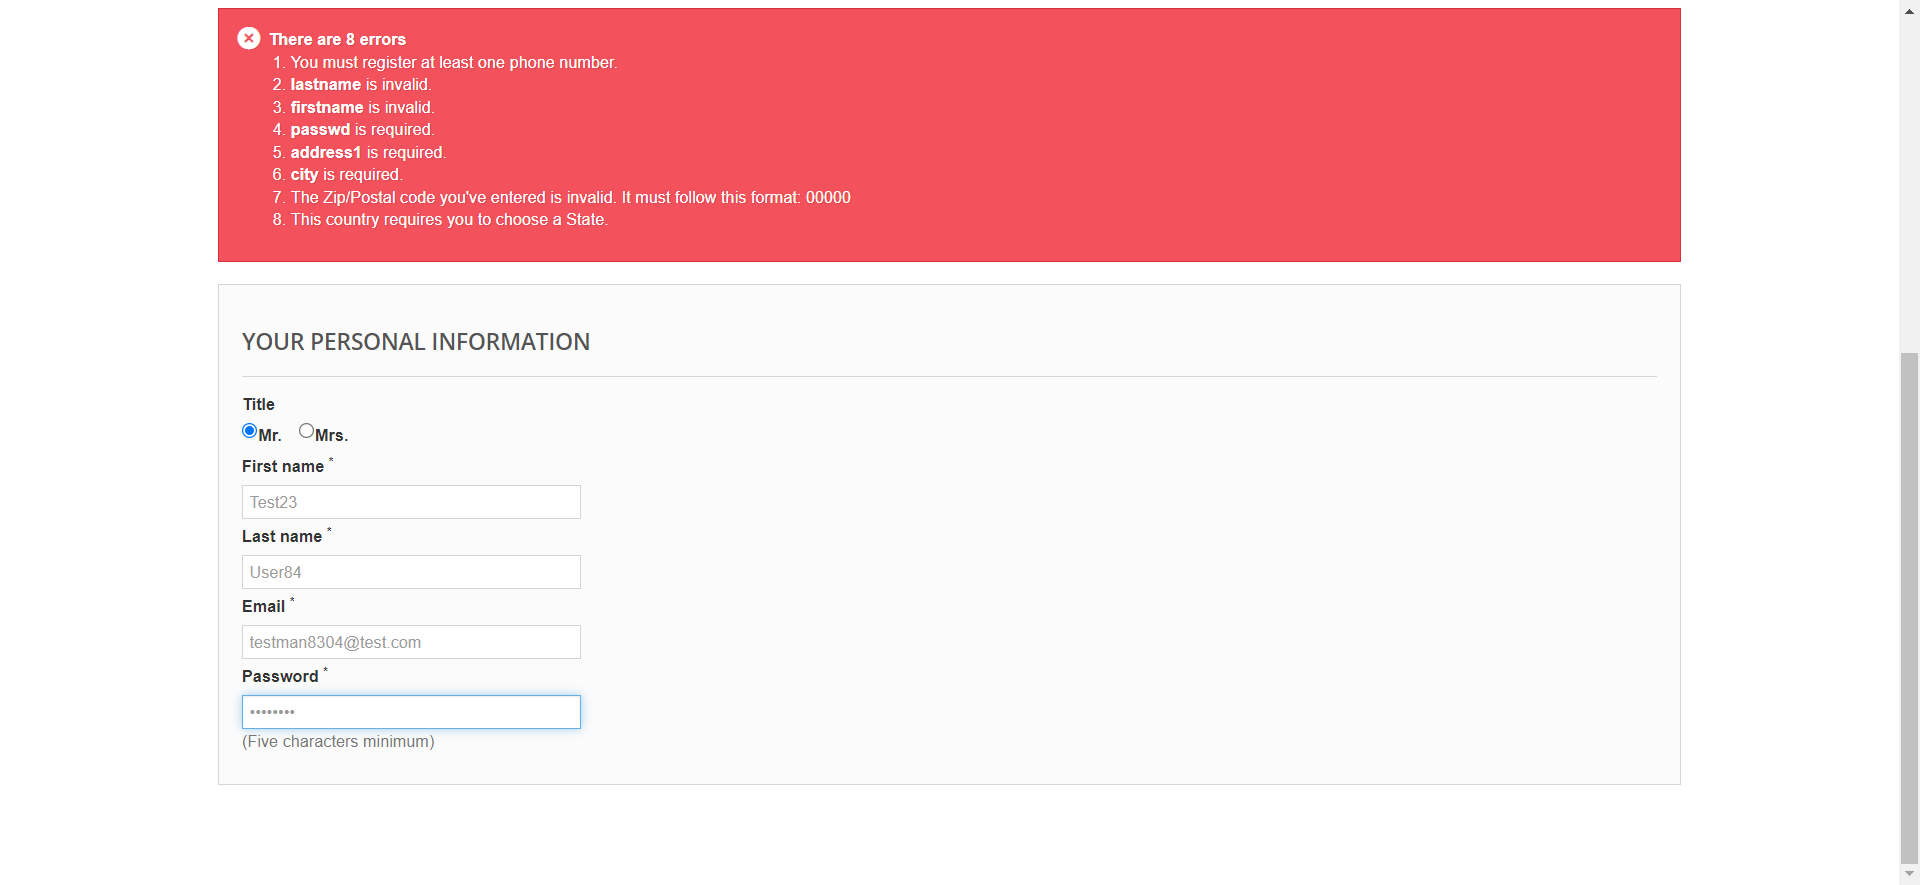 There are 8 errors
1. You must register at least one phone number.
2. lastname is invalid.
3. firstname is invalid.
4. passwd is required.
5. address1 is required.
6. city is required.
7. The Zip/Postal code you've entered is invalid. It must follow this format: 00000
8. This country requires you to choose a State.
YOUR PERSONAL INFORMATION
Title
Mr. Mrs.
First name *
Test23
Last name *
User84
Email *
testman8304@test.com
Password *
••••••••
(Five characters minimum)